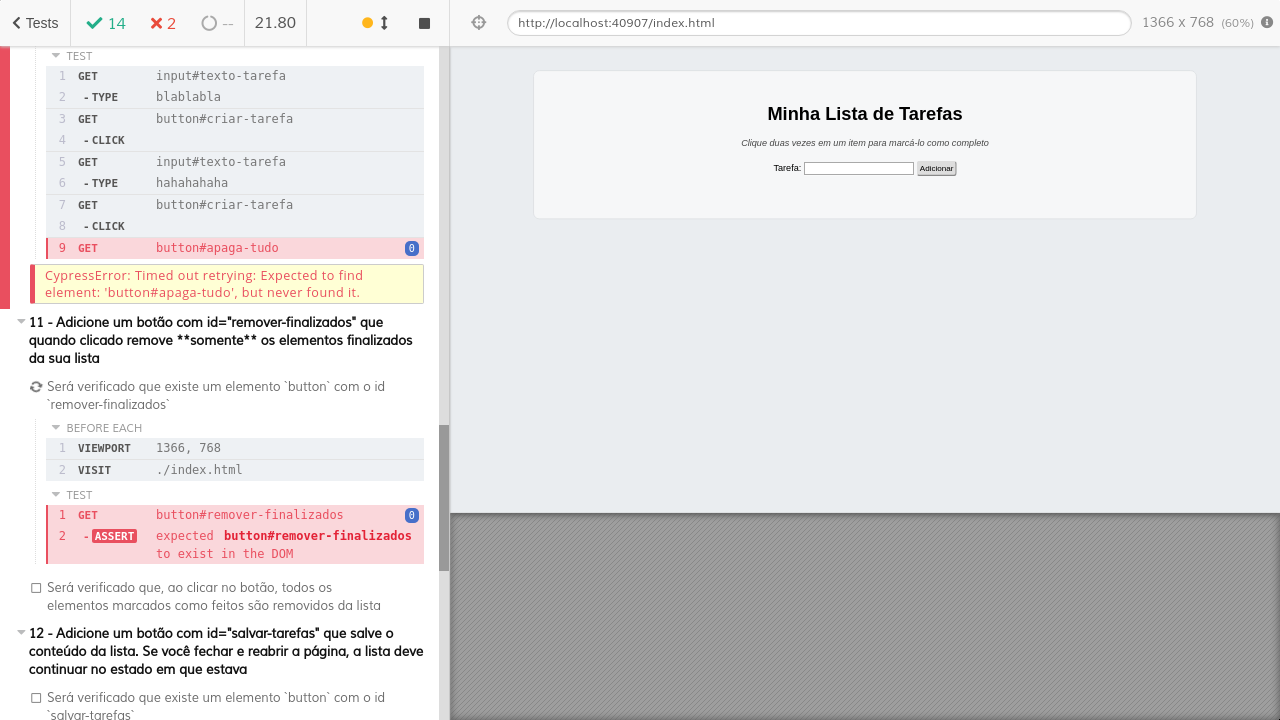 Tests
14
2
--
21.80
http://localhost:40907/index.html
1366 x 768 (60%)
TEST
1 GET input#texto-tarefa
2 - TYPE blablabla
3 GET button#criar-tarefa
4 - CLICK
5 GET input#texto-tarefa
6 - TYPE hahahahaha
7 GET button#criar-tarefa
8 - CLICK
9 GET button#apaga-tudo 0
CypressError: Timed out retrying: Expected to find
element: 'button#apaga-tudo', but never found it.
11 - Adicione um botão com id="remover-finalizados" que
quando clicado remove **somente** os elementos finalizados
da sua lista
Será verificado que existe um elemento `button` com o id
`remover-finalizados`
BEFORE EACH
1 VIEWPORT 1366, 768
2 VISIT ./index.html
TEST
1 GET button#remover-finalizados 0
2 - ASSERT expected button#remover-finalizados
to exist in the DOM
Será verificado que, ao clicar no botão, todos os
elementos marcados como feitos são removidos da lista
12 - Adicione um botão com id="salvar-tarefas" que salve o
conteúdo da lista. Se você fechar e reabrir a página, a lista deve
continuar no estado em que estava
Será verificado que existe um elemento `button` com o id
`salvar-tarefas`
Minha Lista de Tarefas
Clique duas vezes em um item para marcá-lo como completo
Tarefa: Adicionar